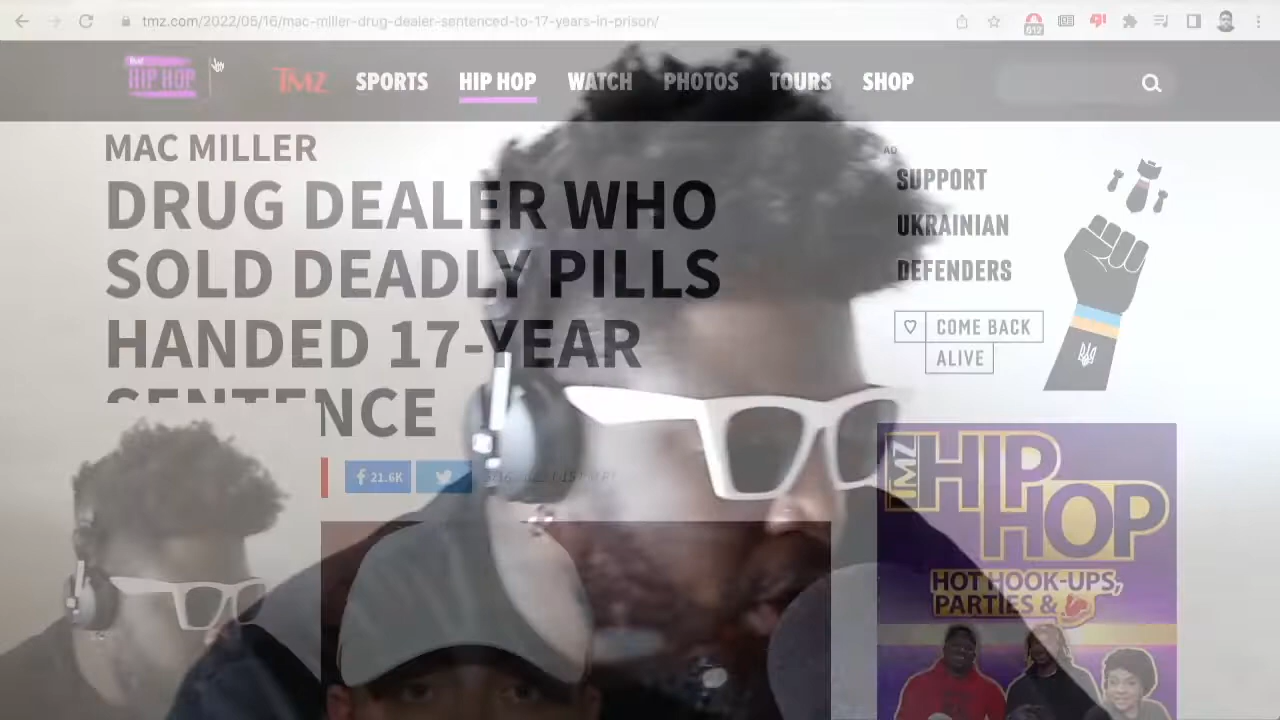 tmz.com/2022/05/16/mac-miller-drug-dealer-sentenced-to-17-years-in-prison/
612
HIP HOP
TMZ SPORTS HIP HOP WATCH PHOTOS TOURS SHOP
MAC MILLER
DRUG DEALER WHO
SOLD DEADLY PILLS
HANDED 17-YEAR
SENTENCE
21.6K
AD
SUPPORT
UKRAINIAN
DEFENDERS
COME BACK
ALIVE
TMZ
HIP
HOP
HOT HOOK-UPS,
PARTIES &